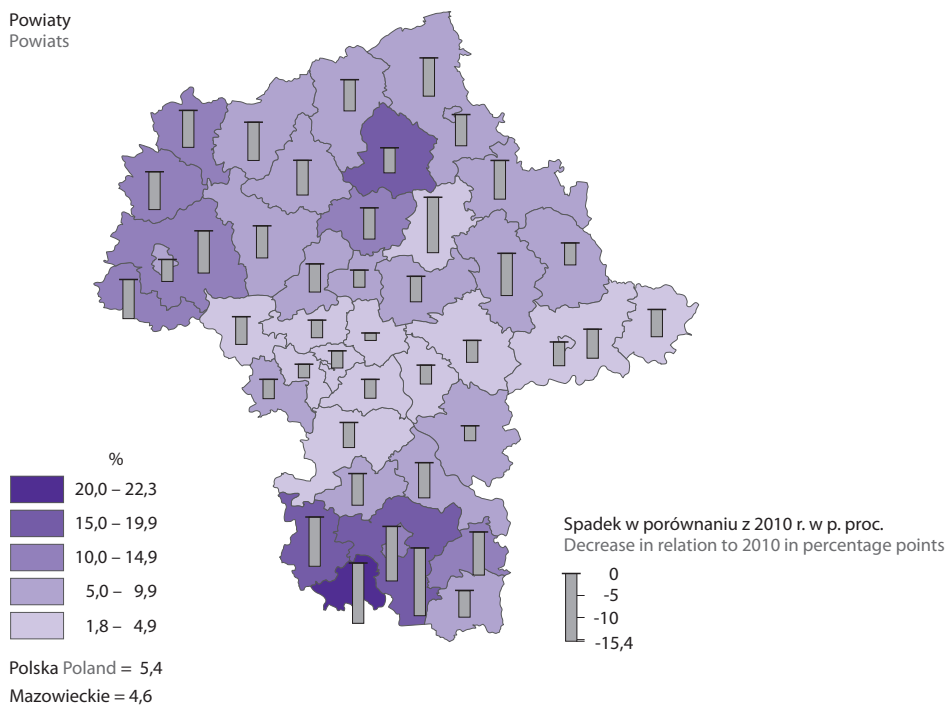 Powiaty
Powiats
%
20,0 – 22,3
15,0 – 19,9
10,0 – 14,9
5,0 – 9,9
1,8 – 4,9
Polska Poland = 5,4
Mazowieckie = 4,6
Spadek w porównaniu z 2010 r. w p. proc.
Decrease in relation to 2010 in percentage points
0
-5
-10
-15,4